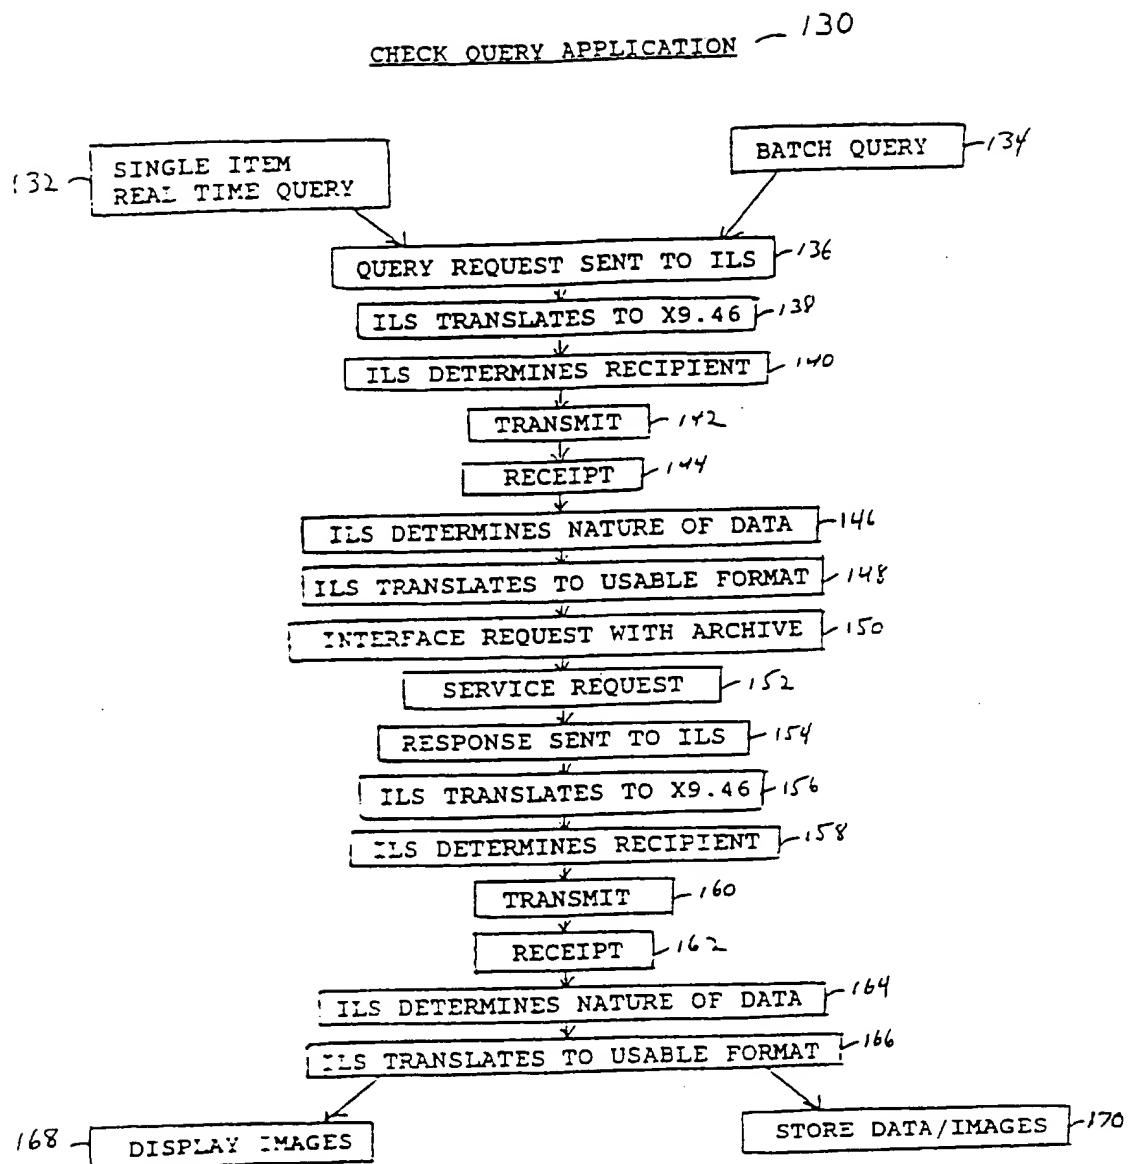 CHECK QUERY APPLICATION 130
132 SINGLE ITEM
REAL TIME QUERY
BATCH QUERY 134
QUERY REQUEST SENT TO ILS 136
ILS TRANSLATES TO X9.46 138
ILS DETERMINES RECIPIENT 140
TRANSMIT 142
RECEIPT 144
ILS DETERMINES NATURE OF DATA 146
ILS TRANSLATES TO USABLE FORMAT 148
INTERFACE REQUEST WITH ARCHIVE 150
SERVICE REQUEST 152
RESPONSE SENT TO ILS 154
ILS TRANSLATES TO X9.46 156
ILS DETERMINES RECIPIENT 158
TRANSMIT 160
RECEIPT 162
ILS DETERMINES NATURE OF DATA 164
ILS TRANSLATES TO USABLE FORMAT 166
168 DISPLAY IMAGES
STORE DATA/IMAGES 170